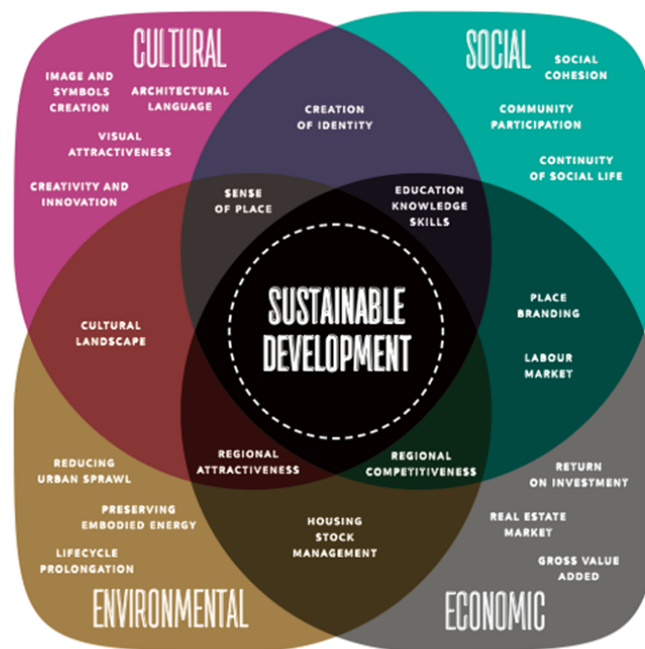 CULTURAL
IMAGE AND
SYMBOLS
CREATION
ARCHITECTURAL
LANGUAGE
VISUAL
ATTRACTIVENESS
CREATIVITY AND
INNOVATION
CREATION
OF IDENTITY
SOCIAL
SOCIAL
COHESION
COMMUNITY
PARTICIPATION
CONTINUITY
OF SOCIAL LIFE
SENSE
OF PLACE
EDUCATION
KNOWLEDGE
SKILLS
SUSTAINABLE
DEVELOPMENT
CULTURAL
LANDSCAPE
PLACE
BRANDING
LABOUR
MARKET
REGIONAL
ATTRACTIVENESS
REGIONAL
COMPETITIVENESS
REDUCING
URBAN SPRAWL
PRESERVING
EMBODIED ENERGY
LIFECYCLE
PROLONGATION
ENVIRONMENTAL
HOUSING
STOCK
MANAGEMENT
RETURN
ON INVESTMENT
REAL ESTATE
MARKET
GROSS VALUE
ADDED
ECONOMIC